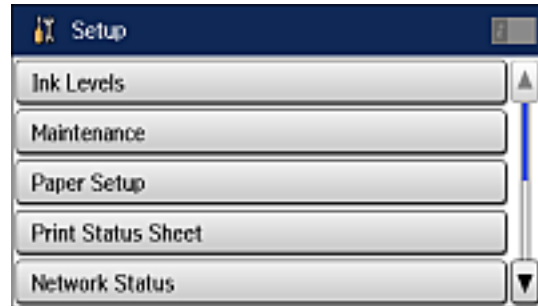 Setup
Ink Levels
Maintenance
Paper Setup
Print Status Sheet
Network Status